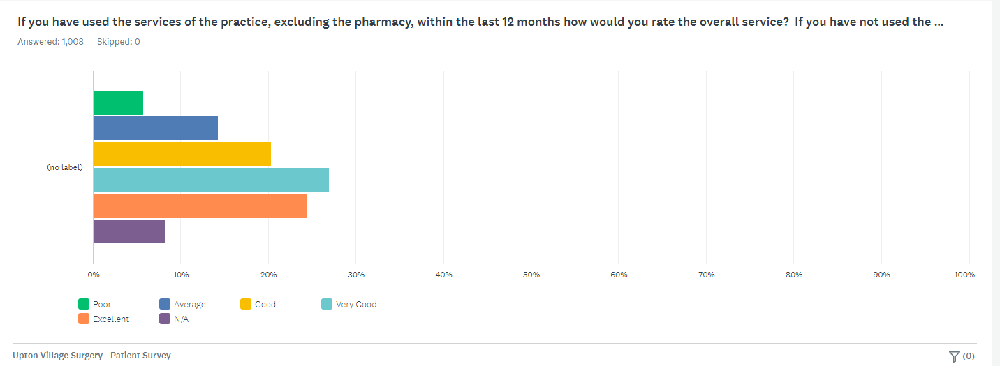 If you have used the services of the practice, excluding the pharmacy, within the last 12 months how would you rate the overall service? If you have not used the ...
Answered: 1,008 Skipped: 0
(no label)
0% 10% 20% 30% 40% 50% 60% 70% 80% 90% 100%
Poor Average Good Very Good
Excellent N/A
Upton Village Surgery - Patient Survey (0)